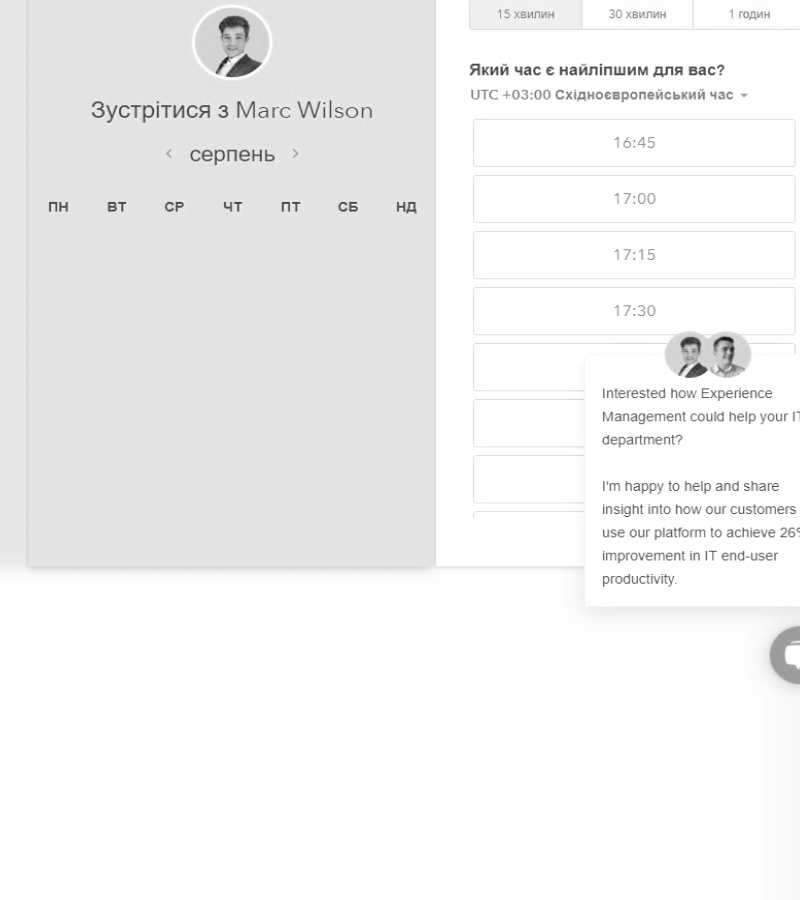 15 хвилин
30 хвилин
1 годин
Зустрітися з Marc Wilson
серпень
ПН ВТ СР ЧТ ПТ СБ НД
Який час є найліпшим для вас?
UTC +03:00 Східноєвропейський час
16:45
17:00
17:15
17:30
Interested how Experience
Management could help your IT
department?
I'm happy to help and share
insight into how our customers
use our platform to achieve 26%
improvement in IT end-user
productivity.